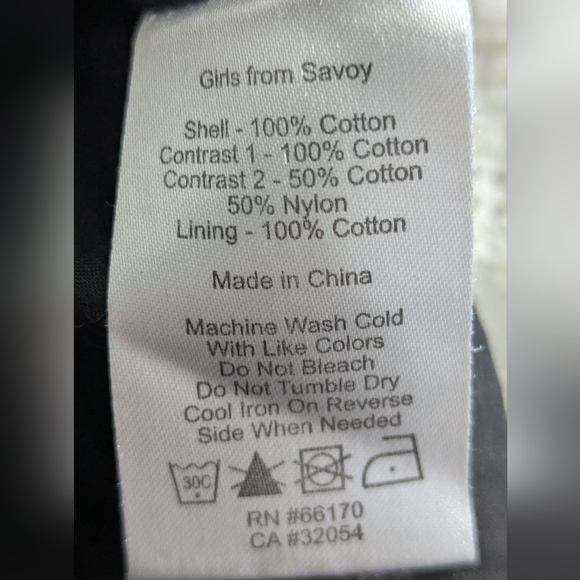 Girls from Savoy
Shell - 100% Cotton
Contrast 1 - 100% Cotton
Contrast 2 - 50% Cotton
50% Nylon
Lining - 100% Cotton
Made in China
Machine Wash Cold
With Like Colors
Do Not Bleach
Do Not Tumble Dry
Cool Iron On Reverse
Side When Needed
30C
RN #66170
CA #32054